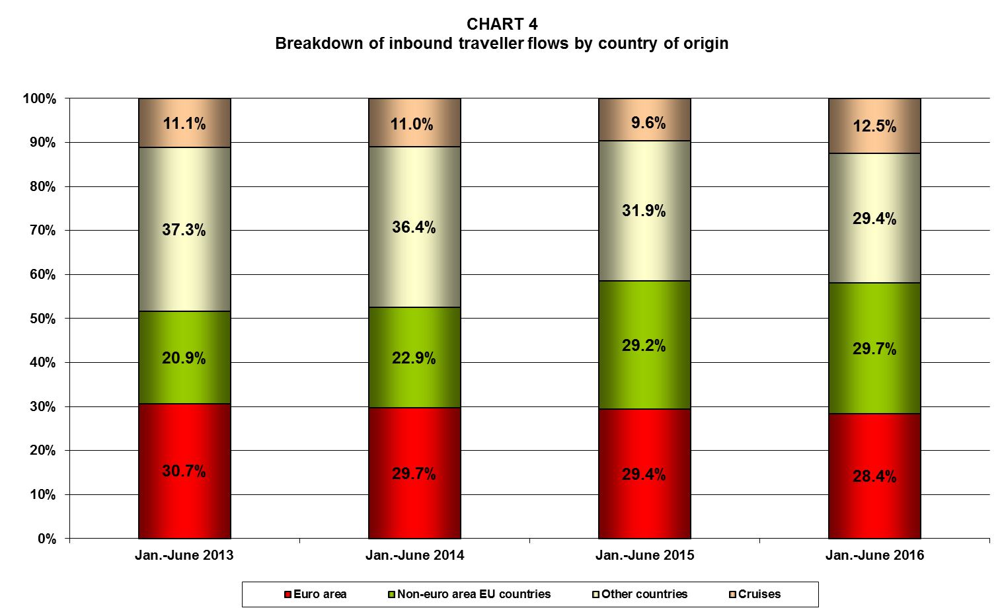 CHART 4
Breakdown of inbound traveller flows by country of origin
100%
90%
80%
70%
60%
50%
40%
30%
20%
10%
0%
11.1%
11.0%
9.6%
12.5%
37.3%
36.4%
31.9%
29.4%
20.9%
22.9%
29.2%
29.7%
30.7%
29.7%
29.4%
28.4%
Jan.-June 2013
Jan.-June 2014
Jan.-June 2015
Jan.-June 2016
Euro area
Non-euro area EU countries
Other countries
Cruises